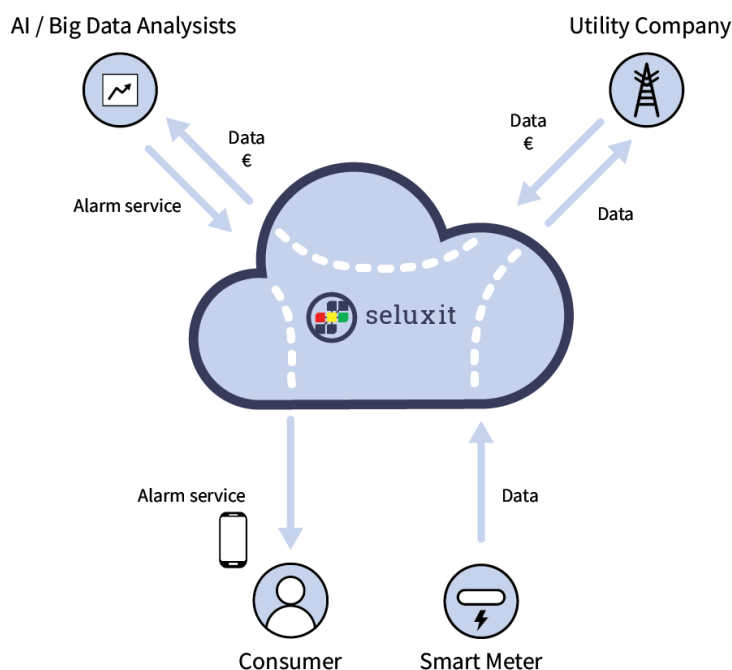 AI / Big Data Analysists
Utility Company
Data
€
Data
€
Alarm service
Data
seluxit
Alarm service
Data
Consumer
Smart Meter